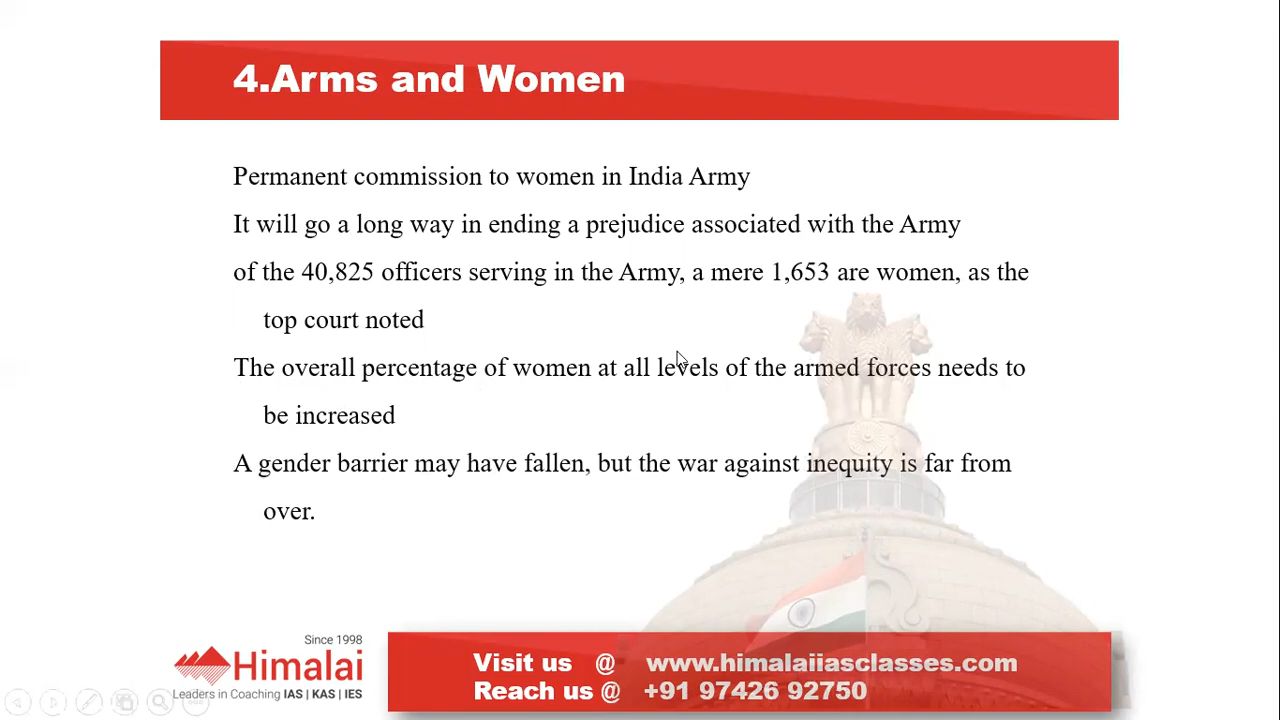 4.Arms and Women
Permanent commission to women in India Army
It will go a long way in ending a prejudice associated with the Army
of the 40,825 officers serving in the Army, a mere 1,653 are women, as the
top court noted
The overall percentage of women at all levels of the armed forces needs to
be increased
A gender barrier may have fallen, but the war against inequity is far from
over.
Since 1998
Himalai
Leaders in Coaching IAS | KAS | IES
Visit us @ www.himalaiiasclasses.com
Reach us @ +91 97426 92750